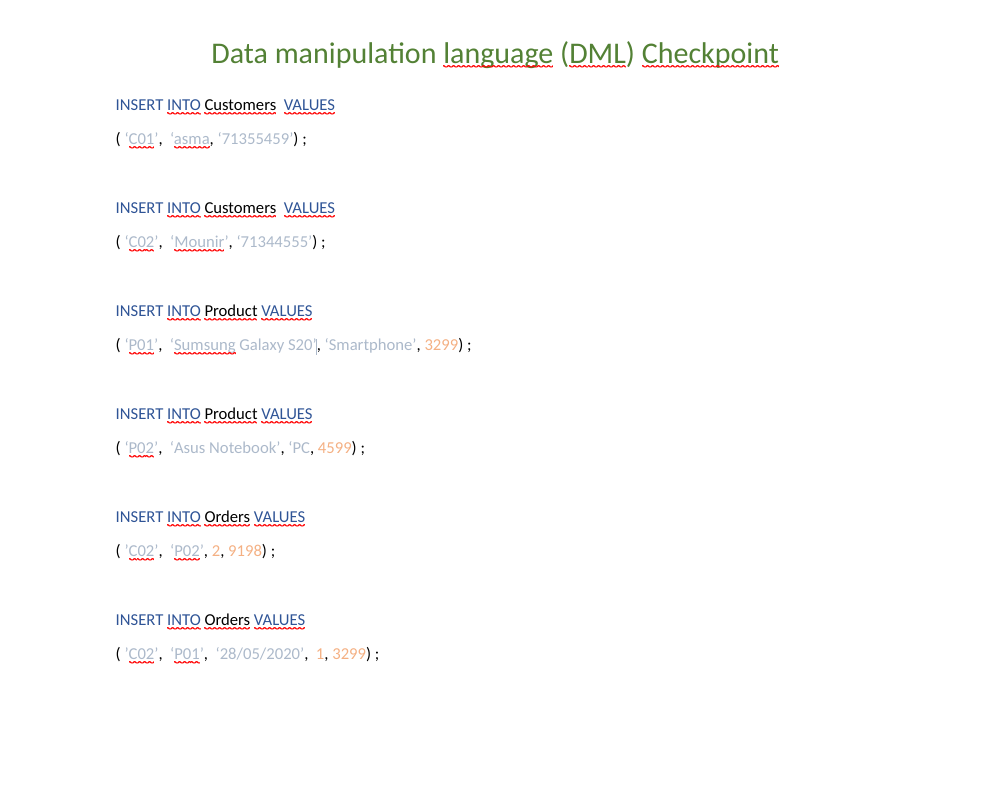 Data manipulation language (DML) Checkpoint
INSERT INTO Customers  VALUES
( ‘C01’,  ‘asma, ‘71355459’) ;
INSERT INTO Customers  VALUES
( ‘C02’,  ‘Mounir’, ‘71344555’) ;
INSERT INTO Product VALUES
( ‘P01’,  ‘Sumsung Galaxy S20’, ‘Smartphone’, 3299) ;
INSERT INTO Product VALUES
( ‘P02’,  ‘Asus Notebook’, ‘PC, 4599) ;
INSERT INTO Orders VALUES
( ‘C02’,  ‘P02’, 2, 9198) ;
INSERT INTO Orders VALUES
( ‘C02’,  ‘P01’,  ‘28/05/2020’,  1, 3299) ;